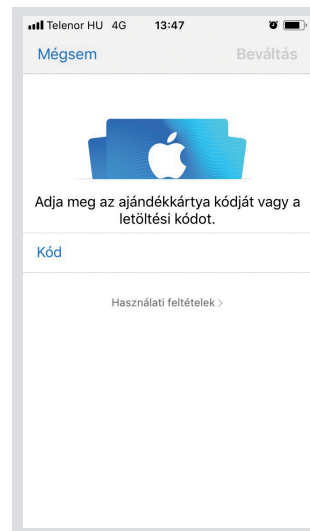 Telenor HU 4G 13:47
Mégsem Beváltás
Adja meg az ajándékkártya kódját vagy a
letöltési kódot.
Kód
Használati feltételek >